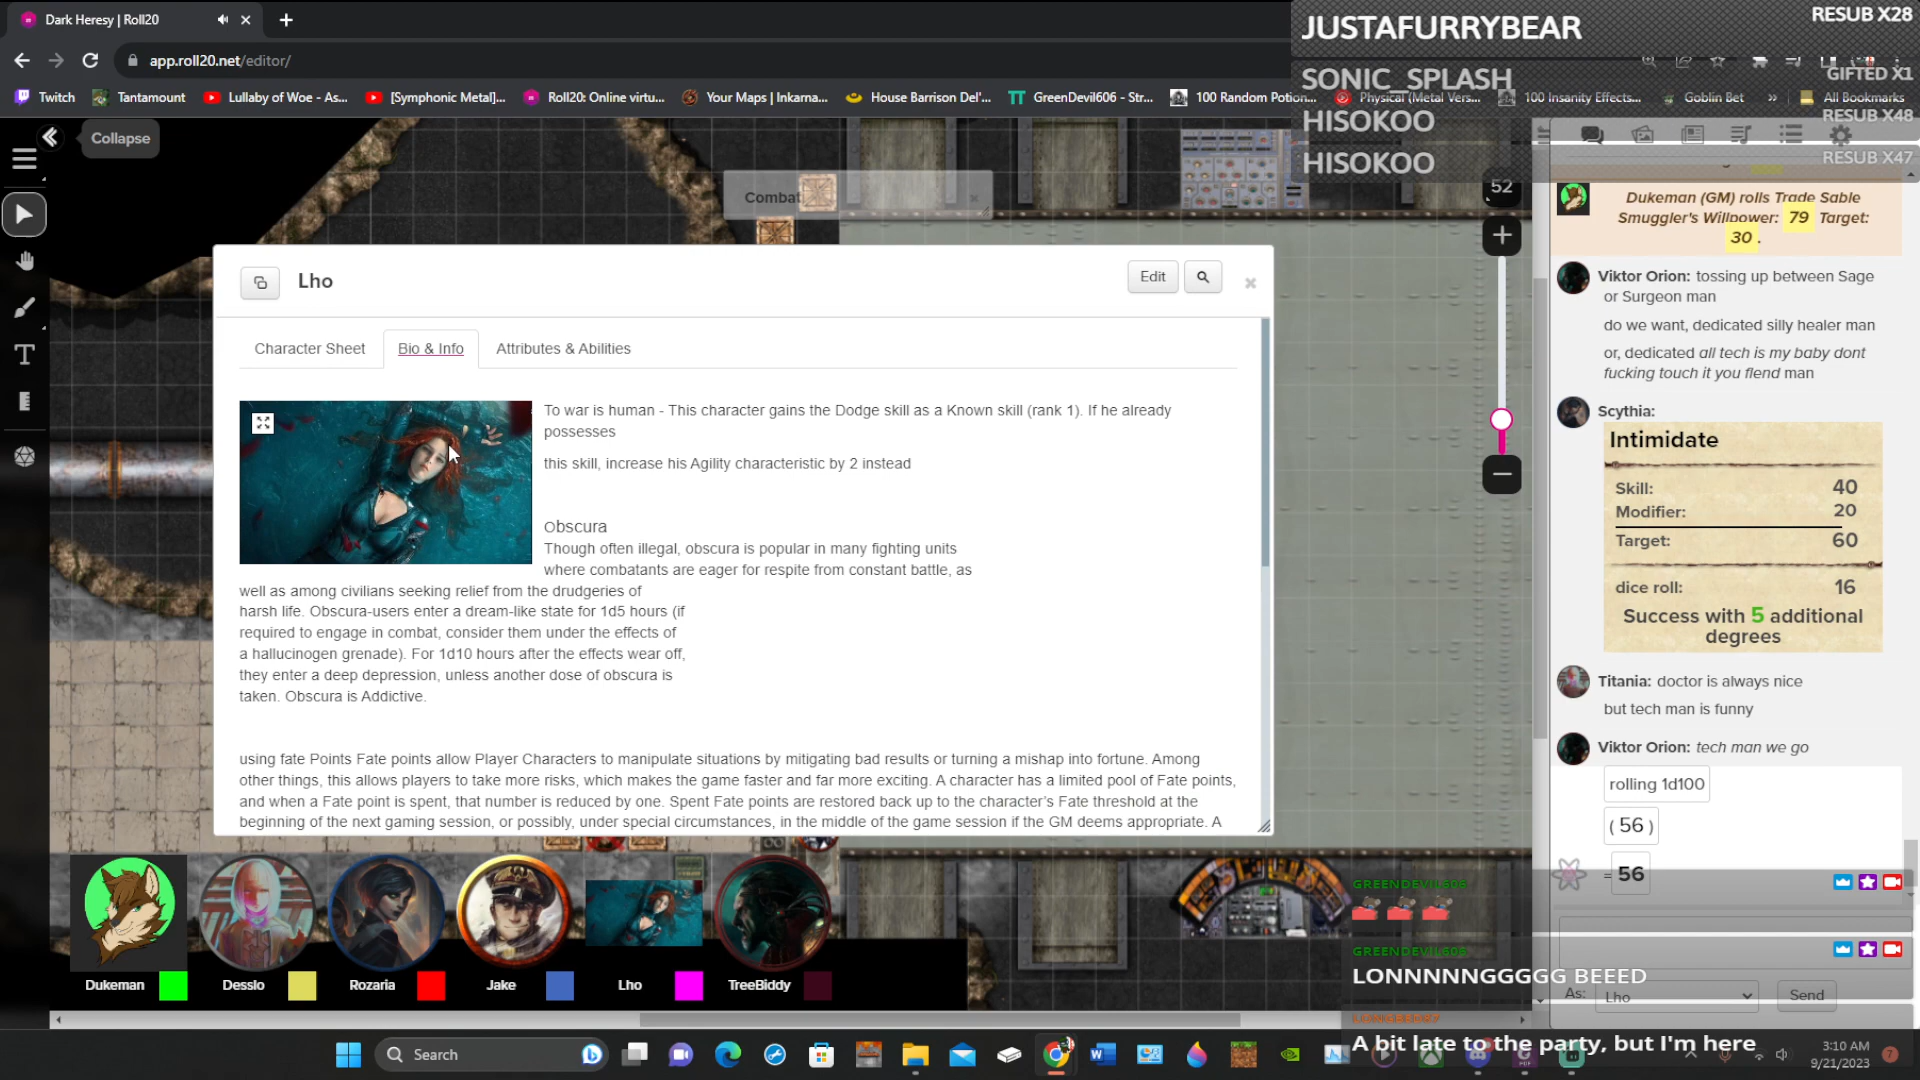 Dark Heresy | Roll20
app.roll20.net/editor/
Twitch
Tantamount
Lullaby of Woe - As...
[Symphonic Metal]...
Roll20: Online virtu...
Your Maps | Inkarna...
House Barrison Del'...
GreenDevil606 - Str...
100 Random Potion...
Physical (Metal Vers...
100 Insanity Effects...
Goblin Bet
»
All Bookmarks
JUSTAFURRYBEAR
RESUB X28
SONIC_SPLASH
GIFTED X1
HISOKOO
RESUB X48
HISOKOO
RESUB X47
Collapse
Combat
52
Lho
Edit
Character Sheet
Bio & Info
Attributes & Abilities
To war is human - This character gains the Dodge skill as a Known skill (rank 1). If he already
possesses
this skill, increase his Agility characteristic by 2 instead
Obscura
Though often illegal, obscura is popular in many fighting units
where combatants are eager for respite from constant battle, as
well as among civilians seeking relief from the drudgeries of
harsh life. Obscura-users enter a dream-like state for 1d5 hours (if
required to engage in combat, consider them under the effects of
a hallucinogen grenade). For 1d10 hours after the effects wear off,
they enter a deep depression, unless another dose of obscura is
taken. Obscura is Addictive.
using fate Points Fate points allow Player Characters to manipulate situations by mitigating bad results or turning a mishap into fortune. Among
other things, this allows players to take more risks, which makes the game faster and far more exciting. A character has a limited pool of Fate points,
and when a Fate point is spent, that number is reduced by one. Spent Fate points are restored back up to the character's Fate threshold at the
beginning of the next gaming session, or possibly, under special circumstances, in the middle of the game session if the GM deems appropriate. A
Dukeman (GM) rolls Trade Sable
Smuggler's Willpower: 79 Target:
30 .
Viktor Orion: tossing up between Sage
or Surgeon man
do we want, dedicated silly healer man
or, dedicated all tech is my baby dont
fucking touch it you fiend man
Scythia:
Intimidate
Skill: 40
Modifier: 20
Target: 60
dice roll: 16
Success with 5 additional
degrees
Titania: doctor is always nice
but tech man is funny
Viktor Orion: tech man we go
rolling 1d100
( 56 )
= 56
As: Lho
Send
GREENDEVIL606
GREENDEVIL606
LONNNNNGGGGG BEEED
A bit late to the party, but I'm here
Dukeman
Desslo
Rozaria
Jake
Lho
TreeBiddy
Search
3:10 AM
9/21/2023
7